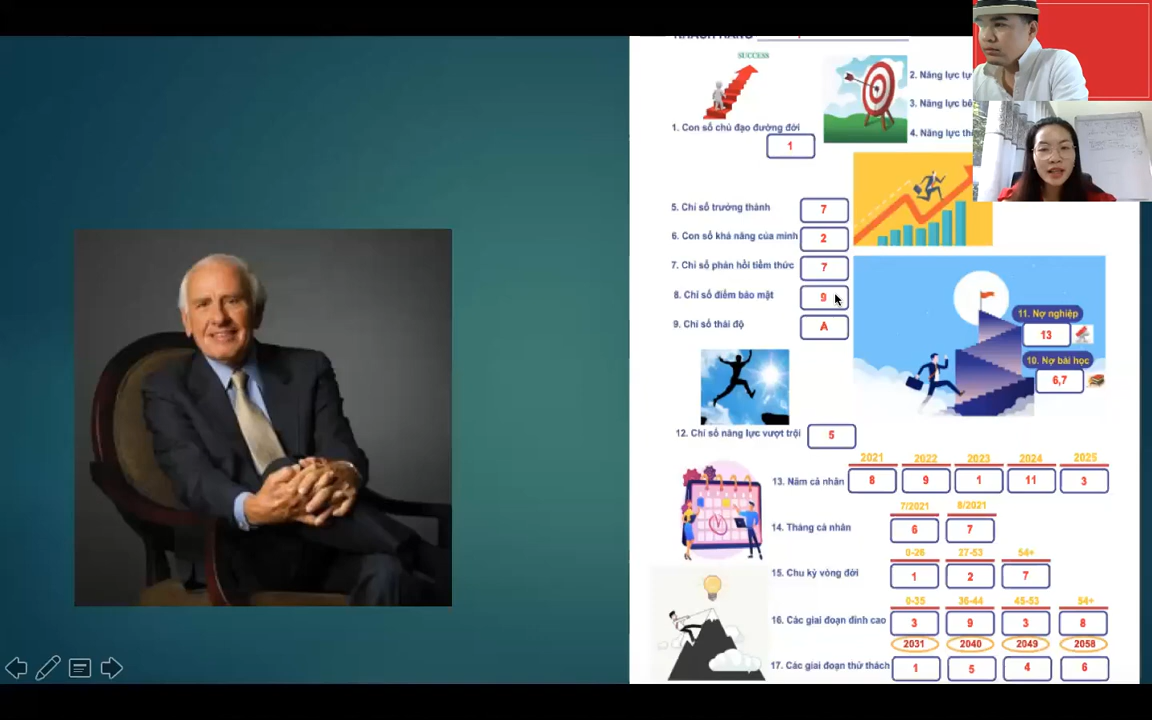 SUCCESS
2. Năng lực tự
3. Năng lực
4. Năng lực
1. Con số chủ đạo đường đời
1
5. Chỉ số trưởng thành
7
6. Con số khả năng của mình
2
7. Chỉ số phản hồi tiềm thức
7
8. Chỉ số điểm bảo mật
9
9. Chỉ số thái độ
A
11. Nợ nghiệp
13
10. Nợ bài học
6,7
12. Chỉ số năng lực vượt trội
5
2021 2022 2023 2024 2025
13. Năm cá nhân 8 9 1 11 3
7/2021 8/2021
14. Tháng cá nhân 6 7
0-26 27-53 54+
15. Chu kỳ vòng đời 1 2 7
0-35 36-44 45-53 54+
16. Các giai đoạn đỉnh cao 3 9 3 8
2031 2040 2049 2058
17. Các giai đoạn thử thách 1 5 4 6